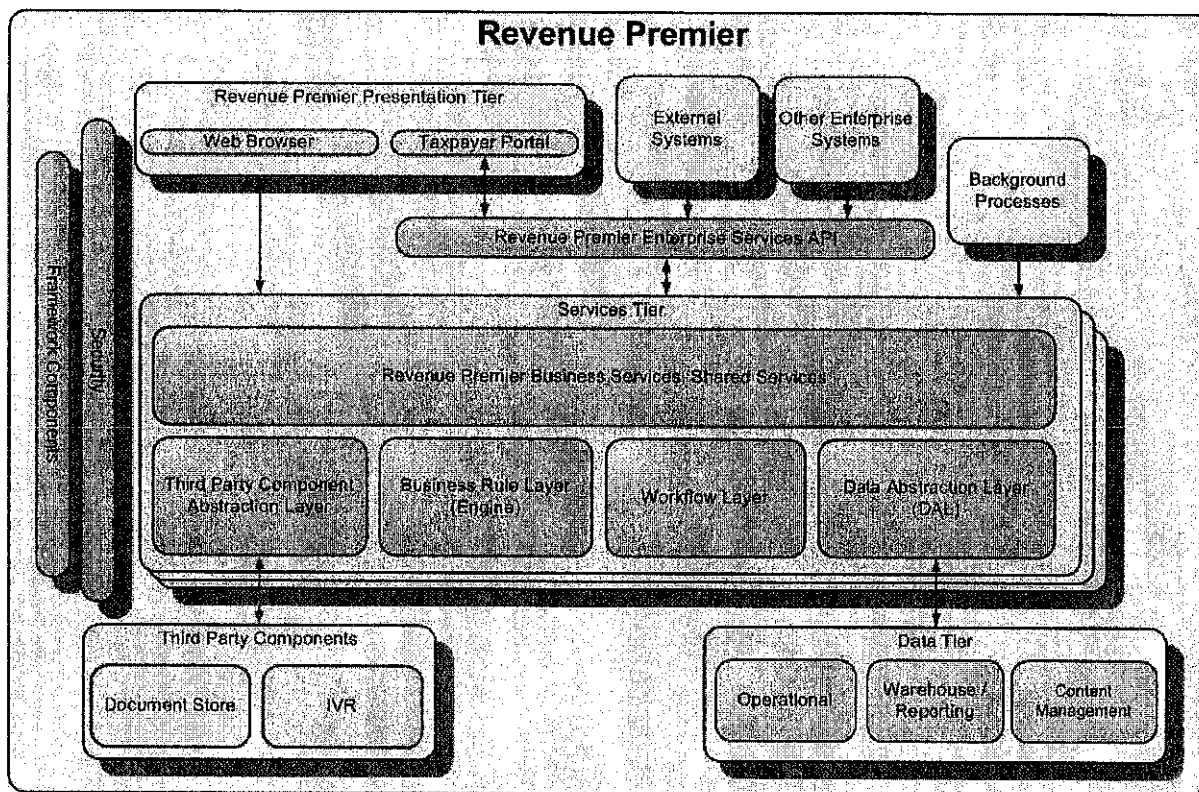 Revenue Premier
Revenue Premier Presentation Tier
Web Browser
Taxpayer Portal
External
Systems
Other Enterprise
Systems
Background
Processes
Revenue Premier Enterprise Services API
Framework Components
Security
Services Tier
Revenue Premier Business Services/Shared Services
Third Party Component
Abstraction Layer
Business Rule Layer
(Engine)
Workflow Layer
Data Abstraction Layer
(DAL)
Third Party Components
Document Store
IVR
Data Tier
Operational
Warehouse /
Reporting
Content
Management